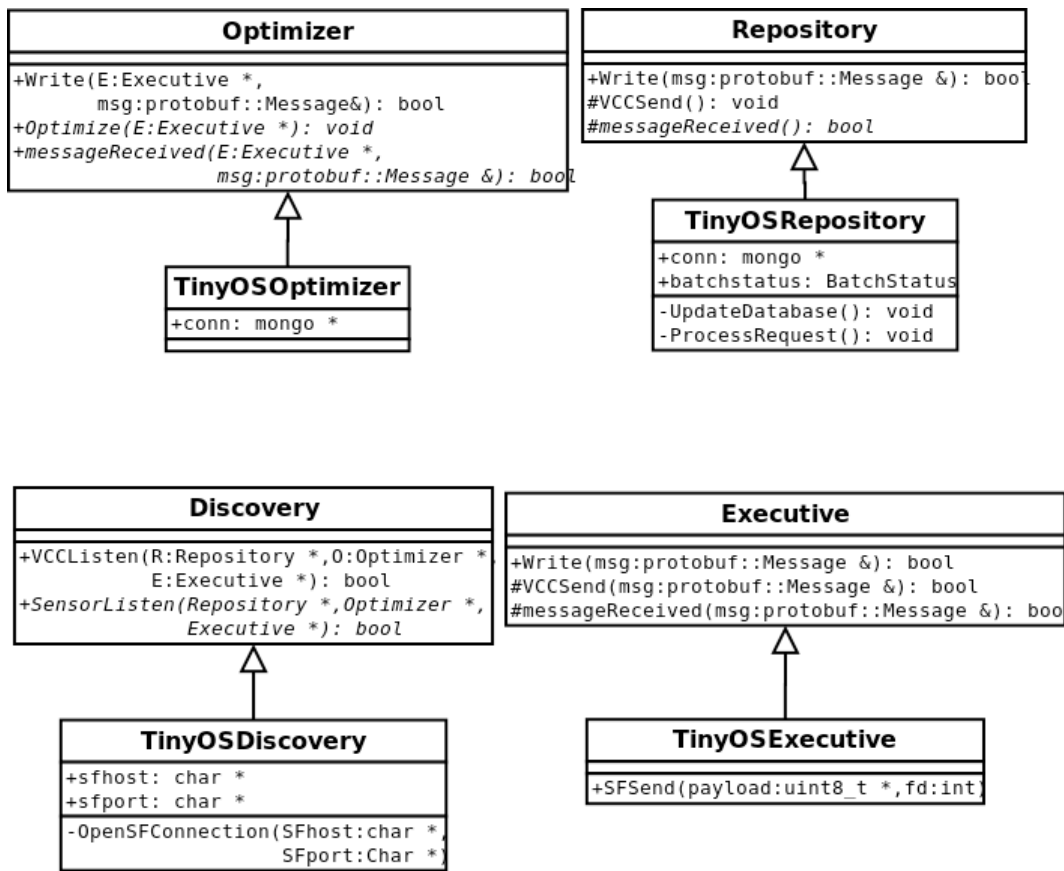 Optimizer
+Write(E:Executive *,
msg:protobuf::Message&): bool
+Optimize(E:Executive *): void
+messageReceived(E:Executive *,
msg:protobuf::Message &): bool
TinyOSOptimizer
+conn: mongo *
Repository
+Write(msg:protobuf::Message &): bool
#VCCSend(): void
#messageReceived(): bool
TinyOSRepository
+conn: mongo *
+batchstatus: BatchStatus
-UpdateDatabase(): void
-ProcessRequest(): void
Discovery
+VCCListen(R:Repository *,O:Optimizer *,
E:Executive *): bool
+SensorListen(Repository *,Optimizer *,
Executive *): bool
TinyOSDiscovery
+sfhost: char *
+sfport: char *
-OpenSFConnection(SFhost:char *,
SFport:Char *)
Executive
+Write(msg:protobuf::Message &): bool
#VCCSend(msg:protobuf::Message &): bool
#messageReceived(msg:protobuf::Message &): boo
TinyOSExecutive
+SFSend(payload:uint8_t *,fd:int)